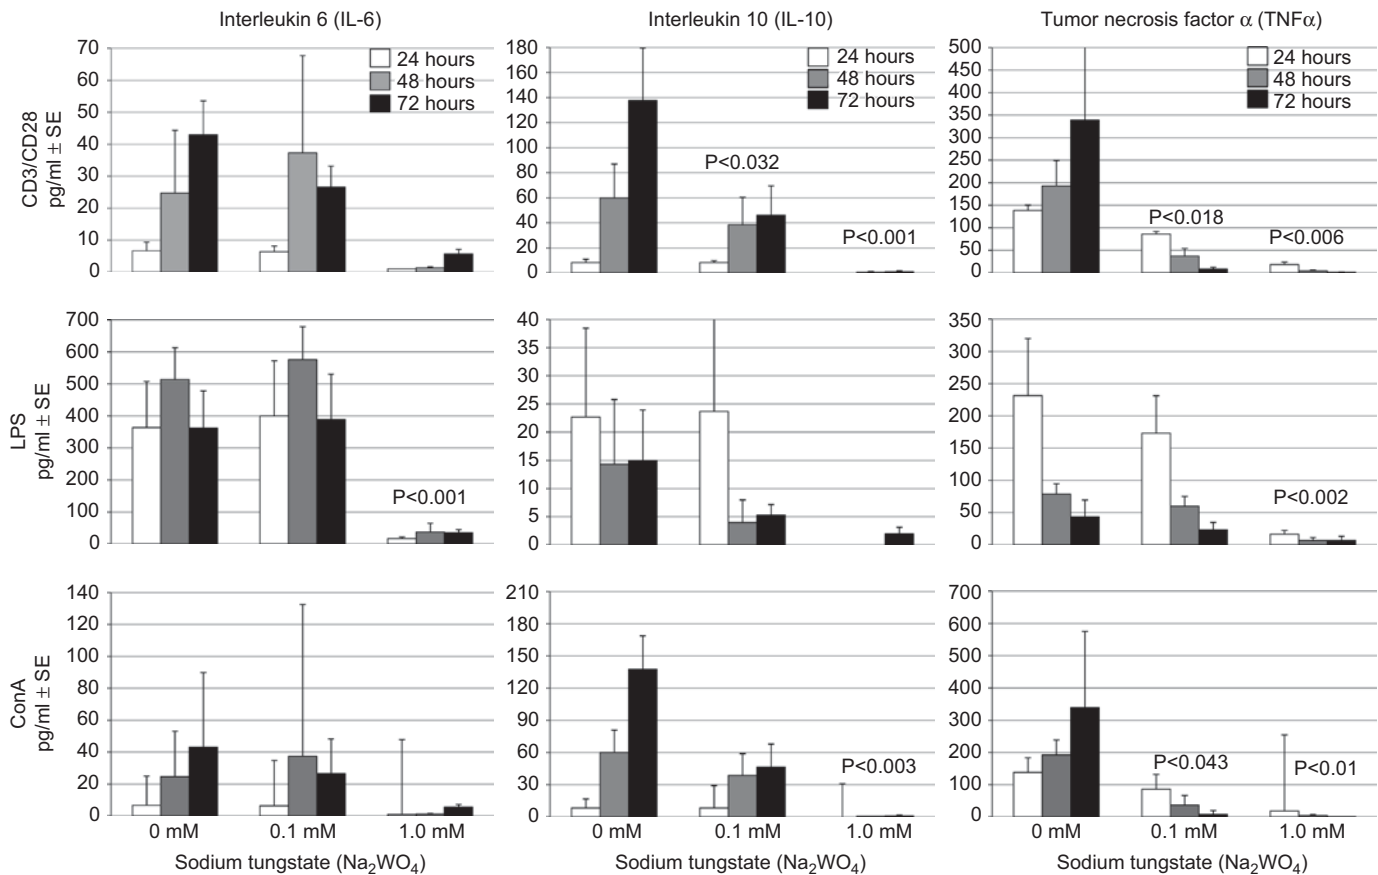 Interleukin 6 (IL-6)
Interleukin 10 (IL-10)
Tumor necrosis factor α (TNFα)
CD3/CD28
pg/ml ± SE
70
60
50
40
30
20
10
0
24 hours
48 hours
72 hours
180
160
140
120
100
80
60
40
20
0
24 hours
48 hours
72 hours
P<0.032
P<0.001
500
450
400
350
300
250
200
150
100
50
0
24 hours
48 hours
72 hours
P<0.018
P<0.006
LPS
pg/ml ± SE
700
600
500
400
300
200
100
0
P<0.001
40
35
30
25
20
15
10
5
0
350
300
250
200
150
100
50
0
P<0.002
ConA
pg/ml ± SE
140
120
100
80
60
40
20
0
0 mM
0.1 mM
1.0 mM
Sodium tungstate (Na₂WO₄)
210
180
150
120
90
60
30
0
P<0.003
0 mM
0.1 mM
1.0 mM
Sodium tungstate (Na₂WO₄)
700
600
500
400
300
200
100
0
P<0.043
P<0.01
0 mM
0.1 mM
1.0 mM
Sodium tungstate (Na₂WO₄)